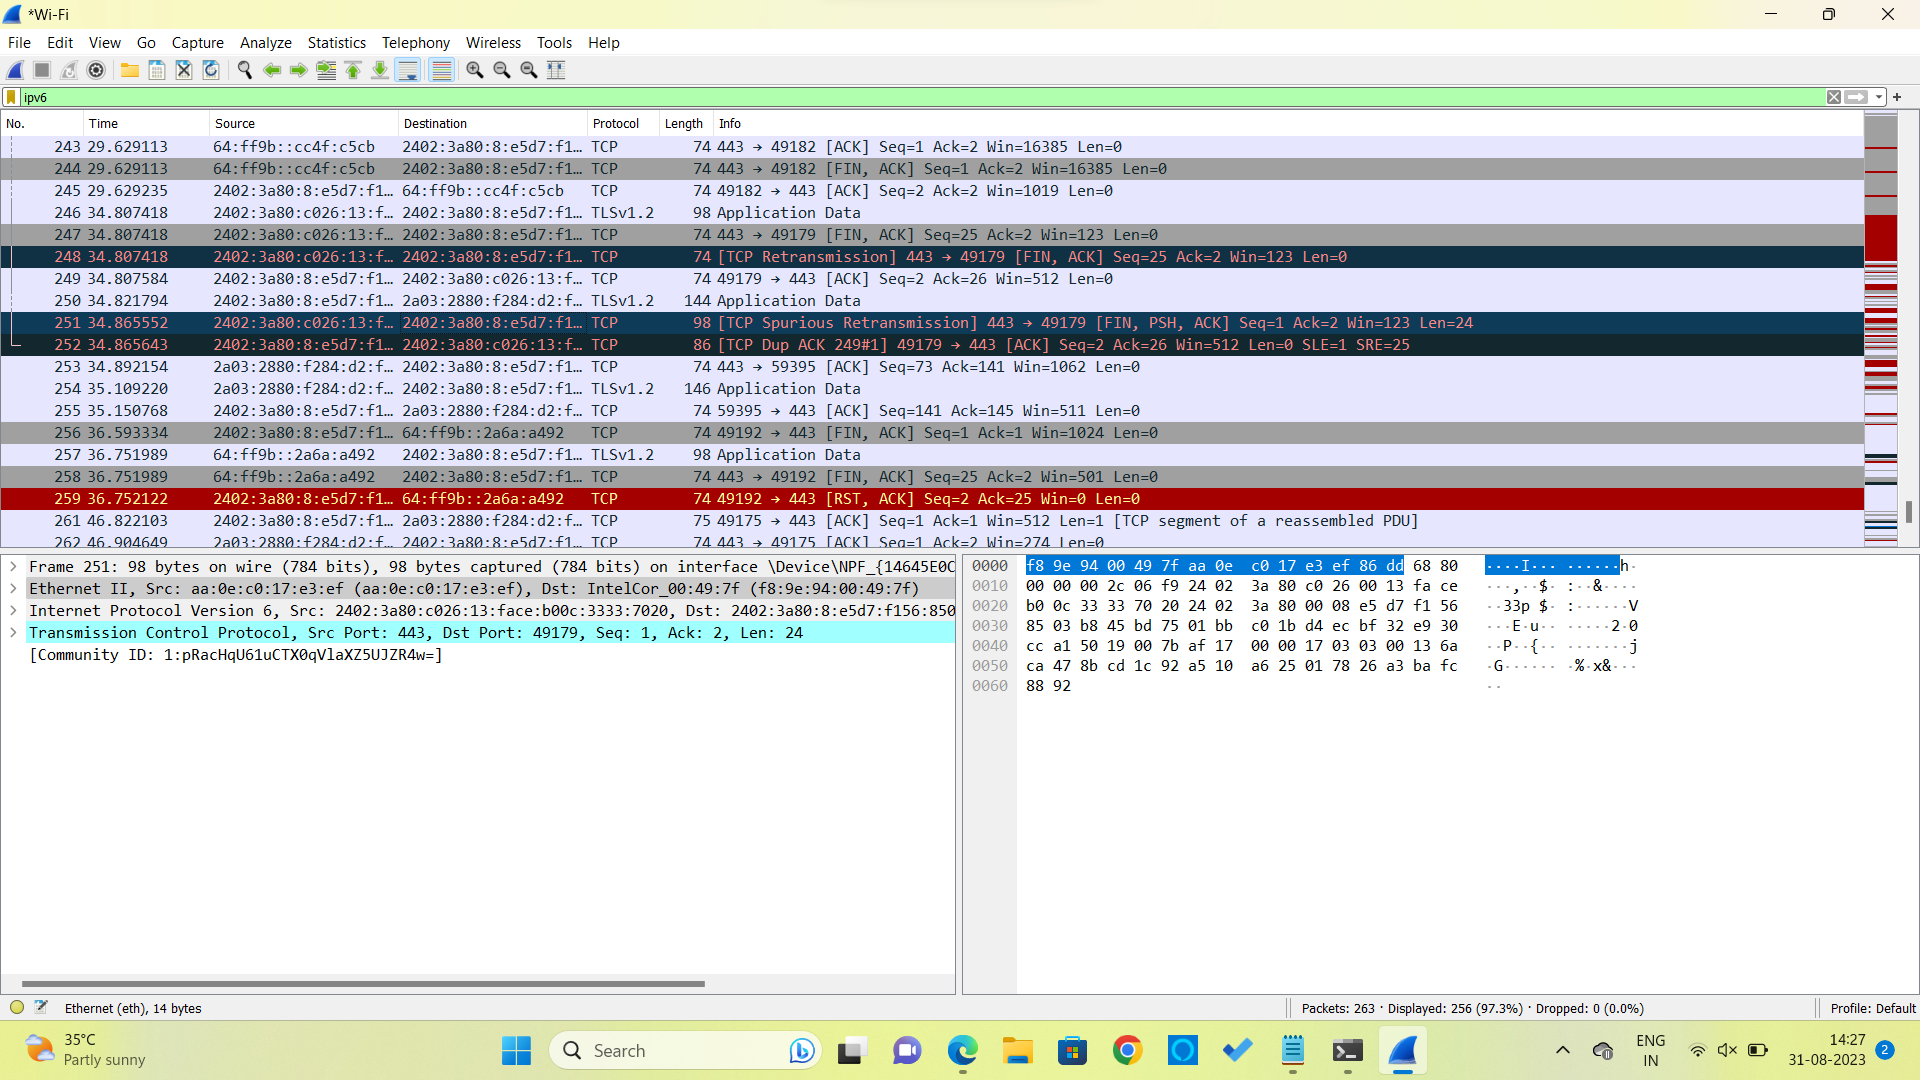 *Wi-Fi
File Edit View Go Capture Analyze Statistics Telephony Wireless Tools Help
ipv6
No. Time Source Destination Protocol Length Info
243 29.629113 64:ff9b::cc4f:c5cb 2402:3a80:8:e5d7:f1… TCP 74 443 → 49182 [ACK] Seq=1 Ack=2 Win=16385 Len=0
244 29.629113 64:ff9b::cc4f:c5cb 2402:3a80:8:e5d7:f1… TCP 74 443 → 49182 [FIN, ACK] Seq=1 Ack=2 Win=16385 Len=0
245 29.629235 2402:3a80:8:e5d7:f1… 64:ff9b::cc4f:c5cb TCP 74 49182 → 443 [ACK] Seq=2 Ack=2 Win=1019 Len=0
246 34.807418 2402:3a80:c026:13:f… 2402:3a80:8:e5d7:f1… TLSv1.2 98 Application Data
247 34.807418 2402:3a80:c026:13:f… 2402:3a80:8:e5d7:f1… TCP 74 443 → 49179 [FIN, ACK] Seq=25 Ack=2 Win=123 Len=0
248 34.807418 2402:3a80:c026:13:f… 2402:3a80:8:e5d7:f1… TCP 74 [TCP Retransmission] 443 → 49179 [FIN, ACK] Seq=25 Ack=2 Win=123 Len=0
249 34.807584 2402:3a80:8:e5d7:f1… 2402:3a80:c026:13:f… TCP 74 49179 → 443 [ACK] Seq=2 Ack=26 Win=512 Len=0
250 34.821794 2402:3a80:8:e5d7:f1… 2a03:2880:f284:d2:f… TLSv1.2 144 Application Data
251 34.865552 2402:3a80:c026:13:f… 2402:3a80:8:e5d7:f1… TCP 98 [TCP Spurious Retransmission] 443 → 49179 [FIN, PSH, ACK] Seq=1 Ack=2 Win=123 Len=24
252 34.865643 2402:3a80:8:e5d7:f1… 2402:3a80:c026:13:f… TCP 86 [TCP Dup ACK 249#1] 49179 → 443 [ACK] Seq=2 Ack=26 Win=512 Len=0 SLE=1 SRE=25
253 34.892154 2a03:2880:f284:d2:f… 2402:3a80:8:e5d7:f1… TCP 74 443 → 59395 [ACK] Seq=73 Ack=141 Win=1062 Len=0
254 35.109220 2a03:2880:f284:d2:f… 2402:3a80:8:e5d7:f1… TLSv1.2 146 Application Data
255 35.150768 2402:3a80:8:e5d7:f1… 2a03:2880:f284:d2:f… TCP 74 59395 → 443 [ACK] Seq=141 Ack=145 Win=511 Len=0
256 36.593334 2402:3a80:8:e5d7:f1… 64:ff9b::2a6a:a492 TCP 74 49192 → 443 [FIN, ACK] Seq=1 Ack=1 Win=1024 Len=0
257 36.751989 64:ff9b::2a6a:a492 2402:3a80:8:e5d7:f1… TLSv1.2 98 Application Data
258 36.751989 64:ff9b::2a6a:a492 2402:3a80:8:e5d7:f1… TCP 74 443 → 49192 [FIN, ACK] Seq=25 Ack=2 Win=501 Len=0
259 36.752122 2402:3a80:8:e5d7:f1… 64:ff9b::2a6a:a492 TCP 74 49192 → 443 [RST, ACK] Seq=2 Ack=25 Win=0 Len=0
261 46.822103 2402:3a80:8:e5d7:f1… 2a03:2880:f284:d2:f… TCP 75 49175 → 443 [ACK] Seq=1 Ack=1 Win=512 Len=1 [TCP segment of a reassembled PDU]
262 46.904649 2a03:2880:f284:d2:f… 2402:3a80:8:e5d7:f1… TCP 74 443 → 49175 [ACK] Seq=1 Ack=2 Win=274 Len=0
Frame 251: 98 bytes on wire (784 bits), 98 bytes captured (784 bits) on interface \Device\NPF_{14645E0C
Ethernet II, Src: aa:0e:c0:17:e3:ef (aa:0e:c0:17:e3:ef), Dst: IntelCor_00:49:7f (f8:9e:94:00:49:7f)
Internet Protocol Version 6, Src: 2402:3a80:c026:13:face:b00c:3333:7020, Dst: 2402:3a80:8:e5d7:f156:850
Transmission Control Protocol, Src Port: 443, Dst Port: 49179, Seq: 1, Ack: 2, Len: 24
[Community ID: 1:pRacHqU61uCTX0qVlaXZ5UJZR4w=]
0000 f8 9e 94 00 49 7f aa 0e c0 17 e3 ef 86 dd 68 80 ····I··· ······h·
0010 00 00 00 2c 06 f9 24 02 3a 80 c0 26 00 13 fa ce ···,··$· :··&····
0020 b0 0c 33 33 70 20 24 02 3a 80 00 08 e5 d7 f1 56 ··33p $· :······V
0030 85 03 b8 45 bd 75 01 bb c0 1b d4 ec bf 32 e9 30 ···E·u·· ·····2·0
0040 cc a1 50 19 00 7b af 17 00 00 17 03 03 00 13 6a ··P··{·· ·······j
0050 ca 47 8b cd 1c 92 a5 10 a6 25 01 78 26 a3 ba fc ·G······ ·%·x&···
0060 88 92 ··
Ethernet (eth), 14 bytes Packets: 263 · Displayed: 256 (97.3%) · Dropped: 0 (0.0%) Profile: Default
35°C
Partly sunny
Search
ENG
IN
14:27
31-08-2023
2